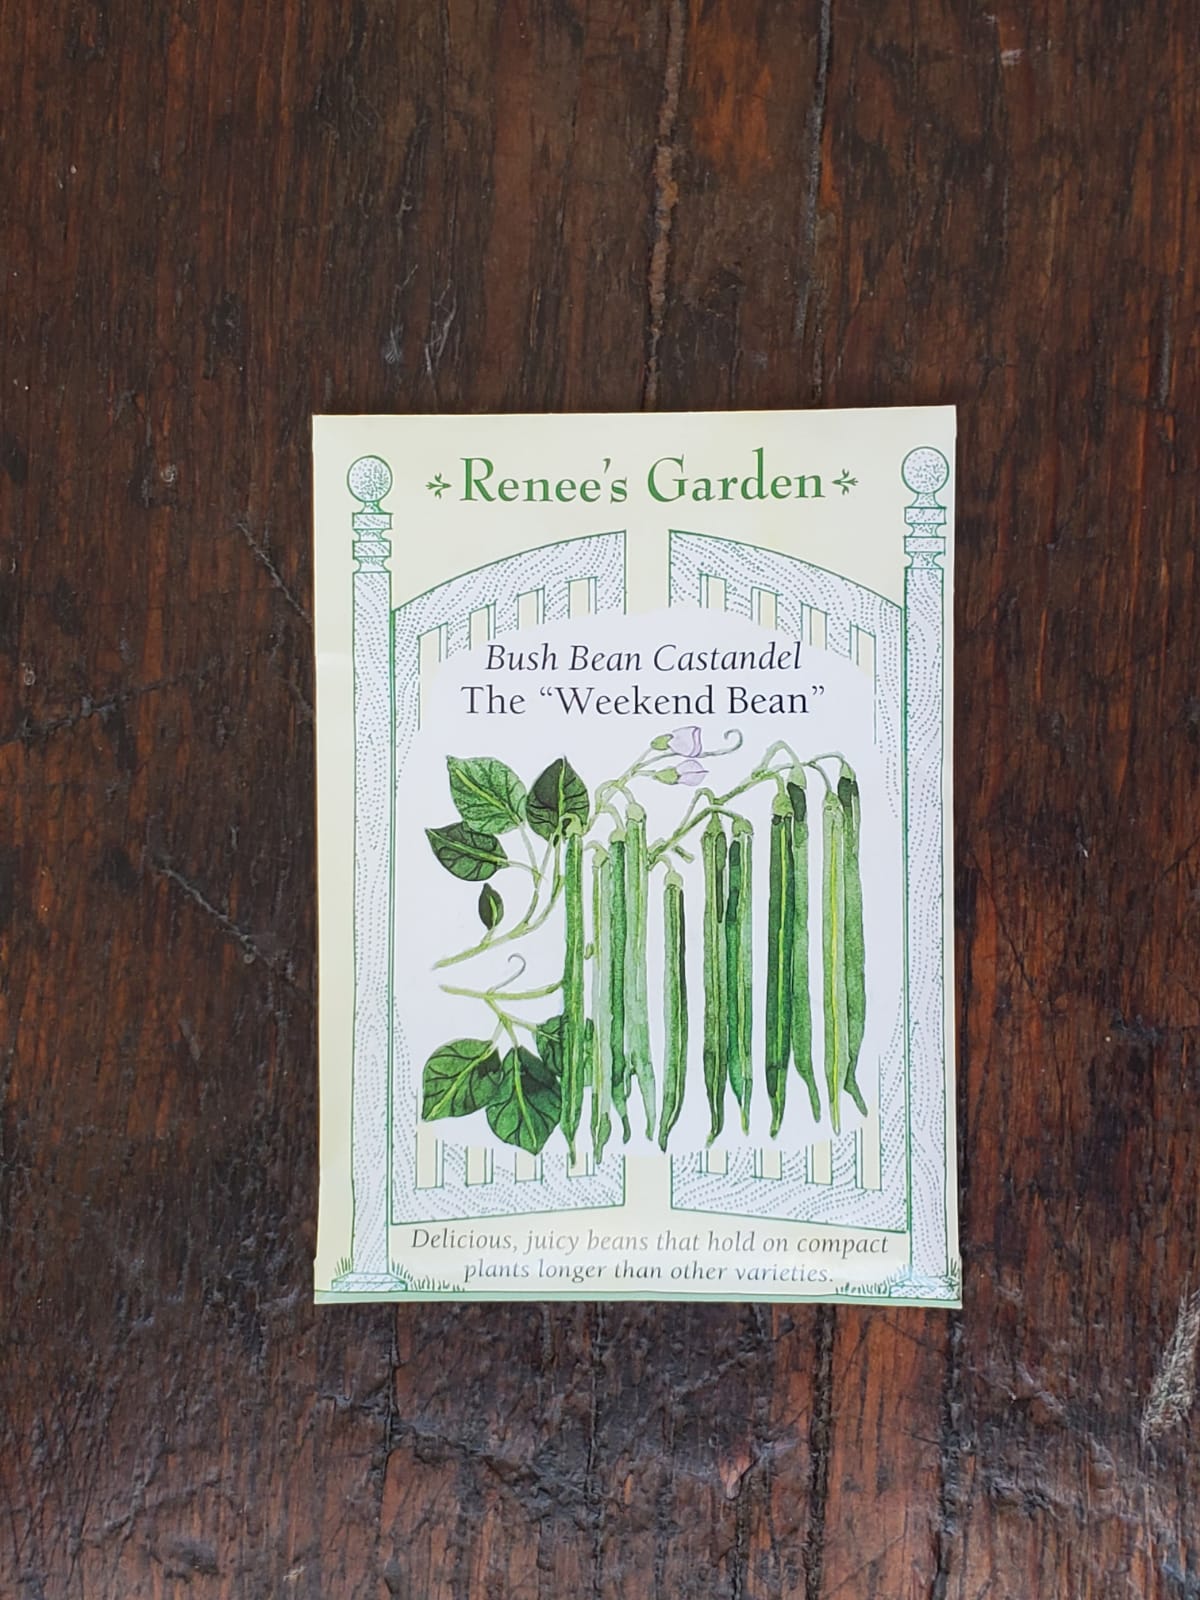 Renee's Garden
Bush Bean Castandel
The “Weekend Bean”
Delicious, juicy beans that hold on compact
plants longer than other varieties.